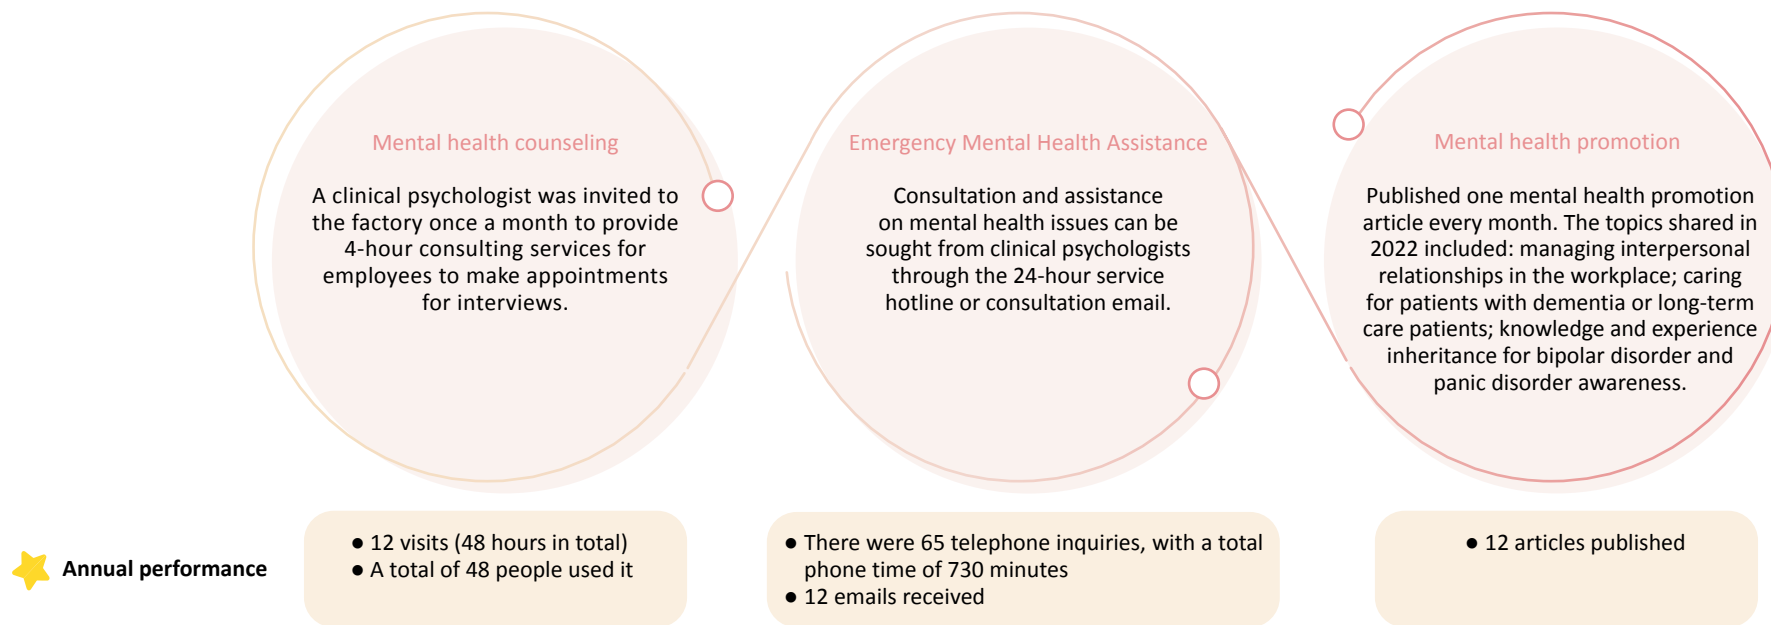 Mental health counseling
A clinical psychologist was invited to
the factory once a month to provide
4-hour consulting services for
employees to make appointments
for interviews.
Emergency Mental Health Assistance
Consultation and assistance
on mental health issues can be
sought from clinical psychologists
through the 24-hour service
hotline or consultation email.
Mental health promotion
Published one mental health promotion
article every month. The topics shared in
2022 included: managing interpersonal
relationships in the workplace; caring
for patients with dementia or long-term
care patients; knowledge and experience
inheritance for bipolar disorder and
panic disorder awareness.
Annual performance
● 12 visits (48 hours in total)
● A total of 48 people used it
● There were 65 telephone inquiries, with a total
phone time of 730 minutes
● 12 emails received
● 12 articles published